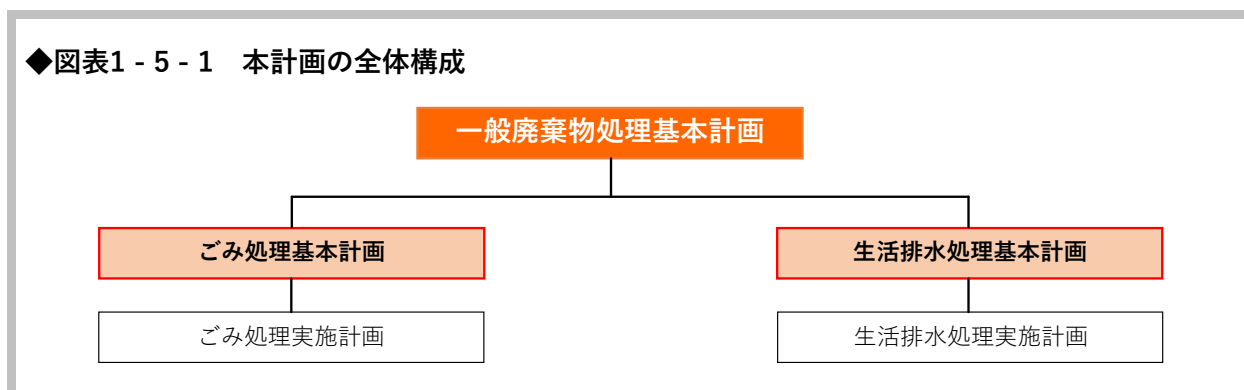 ◆図表1‐5‐1　本計画の全体構成
一般廃棄物処理基本計画
ごみ処理基本計画
生活排水処理基本計画
ごみ処理実施計画
生活排水処理実施計画